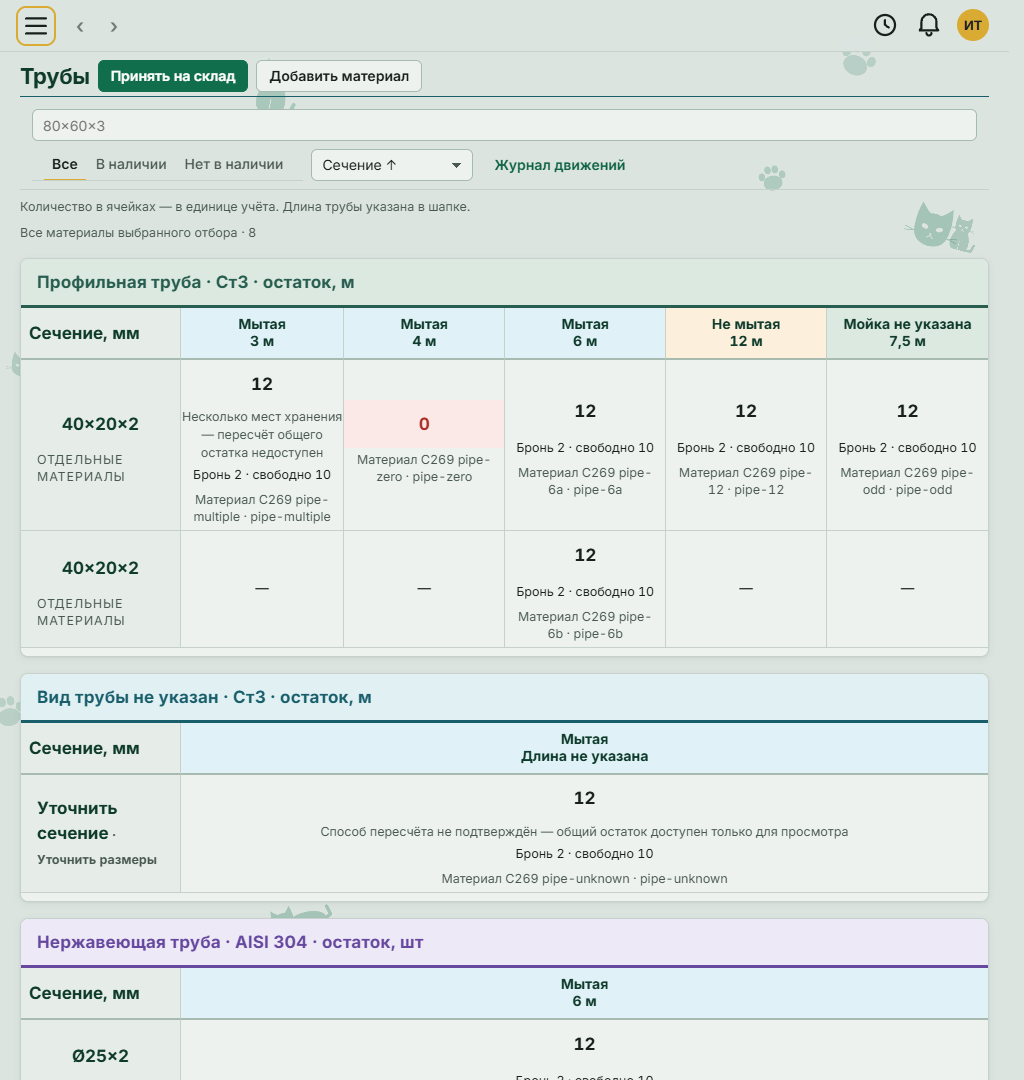 ИТ
Трубы
Принять на склад
Добавить материал
80×60×3
Все
В наличии
Нет в наличии
Сечение ↑
Журнал движений
Количество в ячейках — в единице учёта. Длина трубы указана в шапке.
Все материалы выбранного отбора · 8
Профильная труба · Ст3 · остаток, м
Сечение, мм
Мытая
3 м
Мытая
4 м
Мытая
6 м
Не мытая
12 м
Мойка не указана
7,5 м
40×20×2
ОТДЕЛЬНЫЕ
МАТЕРИАЛЫ
12
Несколько мест хранения
— пересчёт общего
остатка недоступен
Бронь 2 · свободно 10
Материал С269 pipe-
multiple · pipe-multiple
0
Материал С269 pipe-
zero · pipe-zero
12
Бронь 2 · свободно 10
Материал С269 pipe-
6a · pipe-6a
12
Бронь 2 · свободно 10
Материал С269 pipe-
12 · pipe-12
12
Бронь 2 · свободно 10
Материал С269 pipe-
odd · pipe-odd
40×20×2
ОТДЕЛЬНЫЕ
МАТЕРИАЛЫ
—
—
12
Бронь 2 · свободно 10
Материал С269 pipe-
6b · pipe-6b
—
—
Вид трубы не указан · Ст3 · остаток, м
Сечение, мм
Мытая
Длина не указана
Уточнить
сечение ·
Уточнить размеры
12
Способ пересчёта не подтверждён — общий остаток доступен только для просмотра
Бронь 2 · свободно 10
Материал С269 pipe-unknown · pipe-unknown
Нержавеющая труба · AISI 304 · остаток, шт
Сечение, мм
Мытая
6 м
Ø25×2
12
Бронь 2 · свободно 10